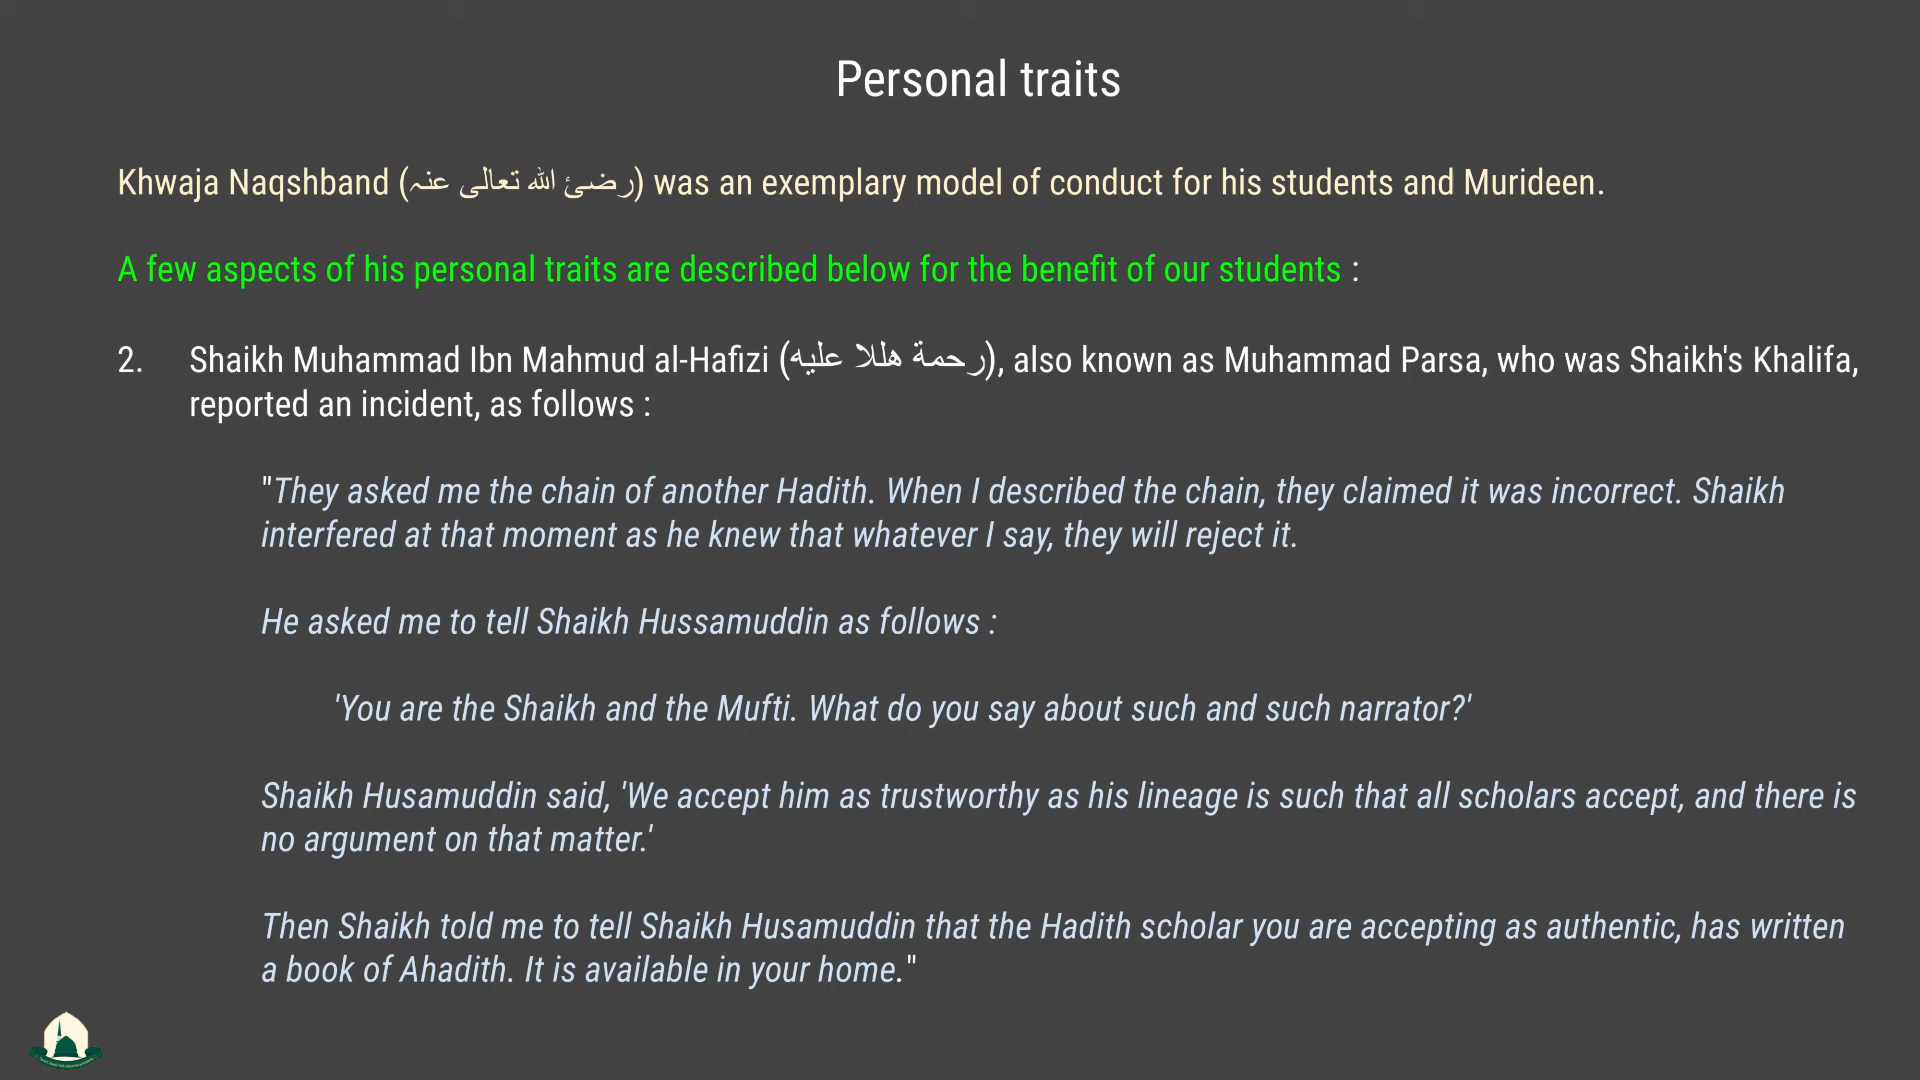 Personal traits
Khwaja Naqshband (رضئ الله تعالى عنہ) was an exemplary model of conduct for his students and Murideen.
A few aspects of his personal traits are described below for the benefit of our students :
2. Shaikh Muhammad Ibn Mahmud al-Hafizi (رحمة هللا عليه), also known as Muhammad Parsa, who was Shaikh's Khalifa,
reported an incident, as follows :
"They asked me the chain of another Hadith. When I described the chain, they claimed it was incorrect. Shaikh
interfered at that moment as he knew that whatever I say, they will reject it.
He asked me to tell Shaikh Hussamuddin as follows :
'You are the Shaikh and the Mufti. What do you say about such and such narrator?'
Shaikh Husamuddin said, 'We accept him as trustworthy as his lineage is such that all scholars accept, and there is
no argument on that matter.'
Then Shaikh told me to tell Shaikh Husamuddin that the Hadith scholar you are accepting as authentic, has written
a book of Ahadith. It is available in your home."